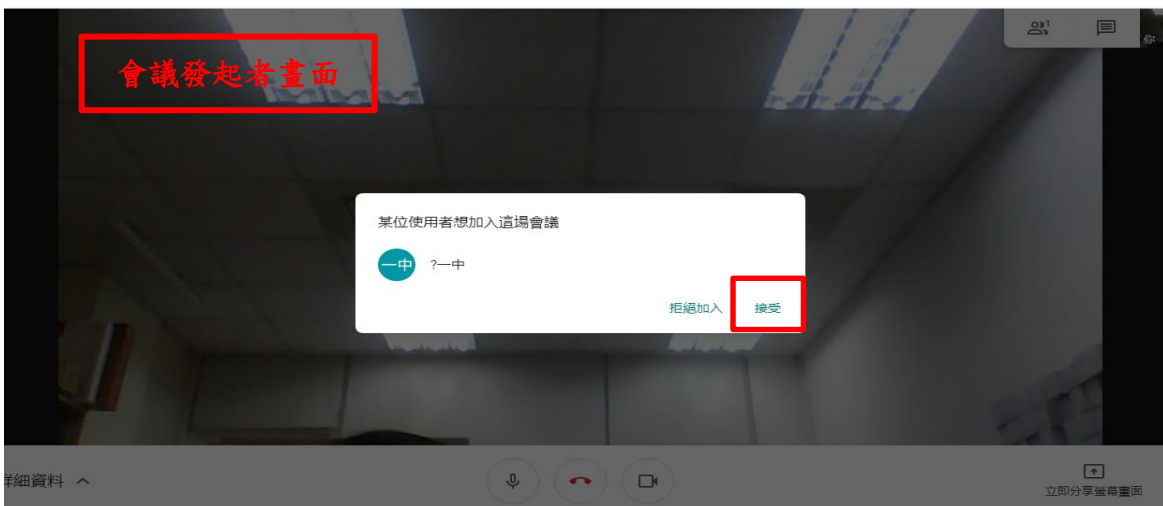 會議發起者畫面
1
你
某位使用者想加入這場會議
一中
?一中
拒絕加入
接受
詳細資料
立即分享螢幕畫面